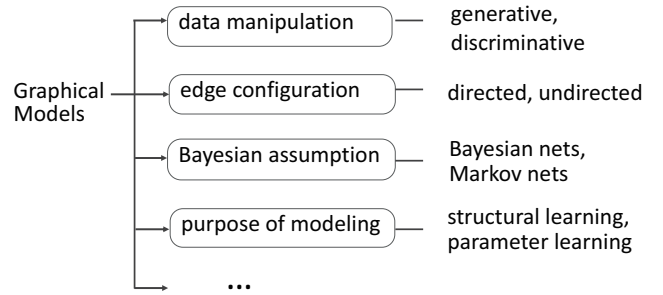 data manipulation
generative,
discriminative
Graphical
Models
edge configuration
directed, undirected
Bayesian assumption
Bayesian nets,
Markov nets
purpose of modeling
structural learning,
parameter learning
...